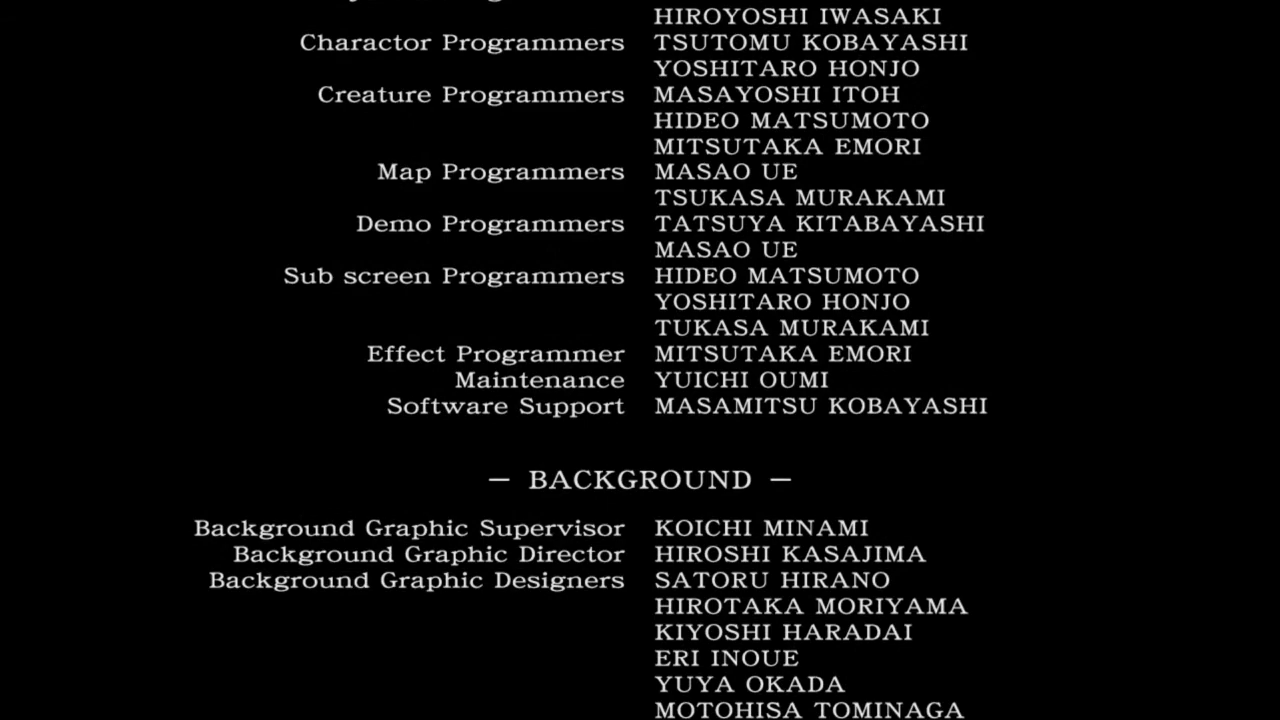 HIROYOSHI IWASAKI
Charactor Programmers TSUTOMU KOBAYASHI
YOSHITARO HONJO
Creature Programmers MASAYOSHI ITOH
HIDEO MATSUMOTO
MITSUTAKA EMORI
Map Programmers MASAO UE
TSUKASA MURAKAMI
Demo Programmers TATSUYA KITABAYASHI
MASAO UE
Sub screen Programmers HIDEO MATSUMOTO
YOSHITARO HONJO
TUKASA MURAKAMI
Effect Programmer MITSUTAKA EMORI
Maintenance YUICHI OUMI
Software Support MASAMITSU KOBAYASHI
— BACKGROUND —
Background Graphic Supervisor KOICHI MINAMI
Background Graphic Director HIROSHI KASAJIMA
Background Graphic Designers SATORU HIRANO
HIROTAKA MORIYAMA
KIYOSHI HARADAI
ERI INOUE
YUYA OKADA
MOTOHISA TOMINAGA